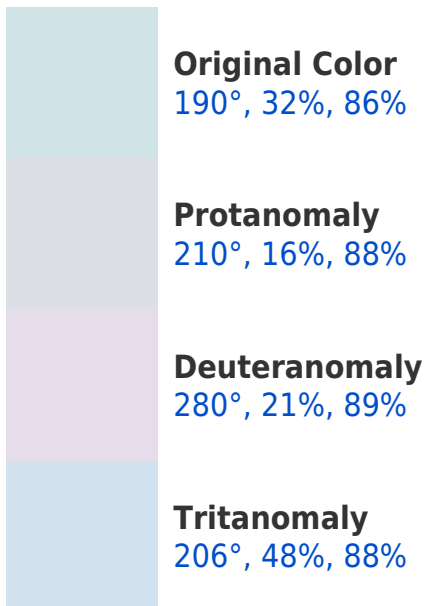 Original Color
190°, 32%, 86%
Protanomaly
210°, 16%, 88%
Deuteranomaly
280°, 21%, 89%
Tritanomaly
206°, 48%, 88%